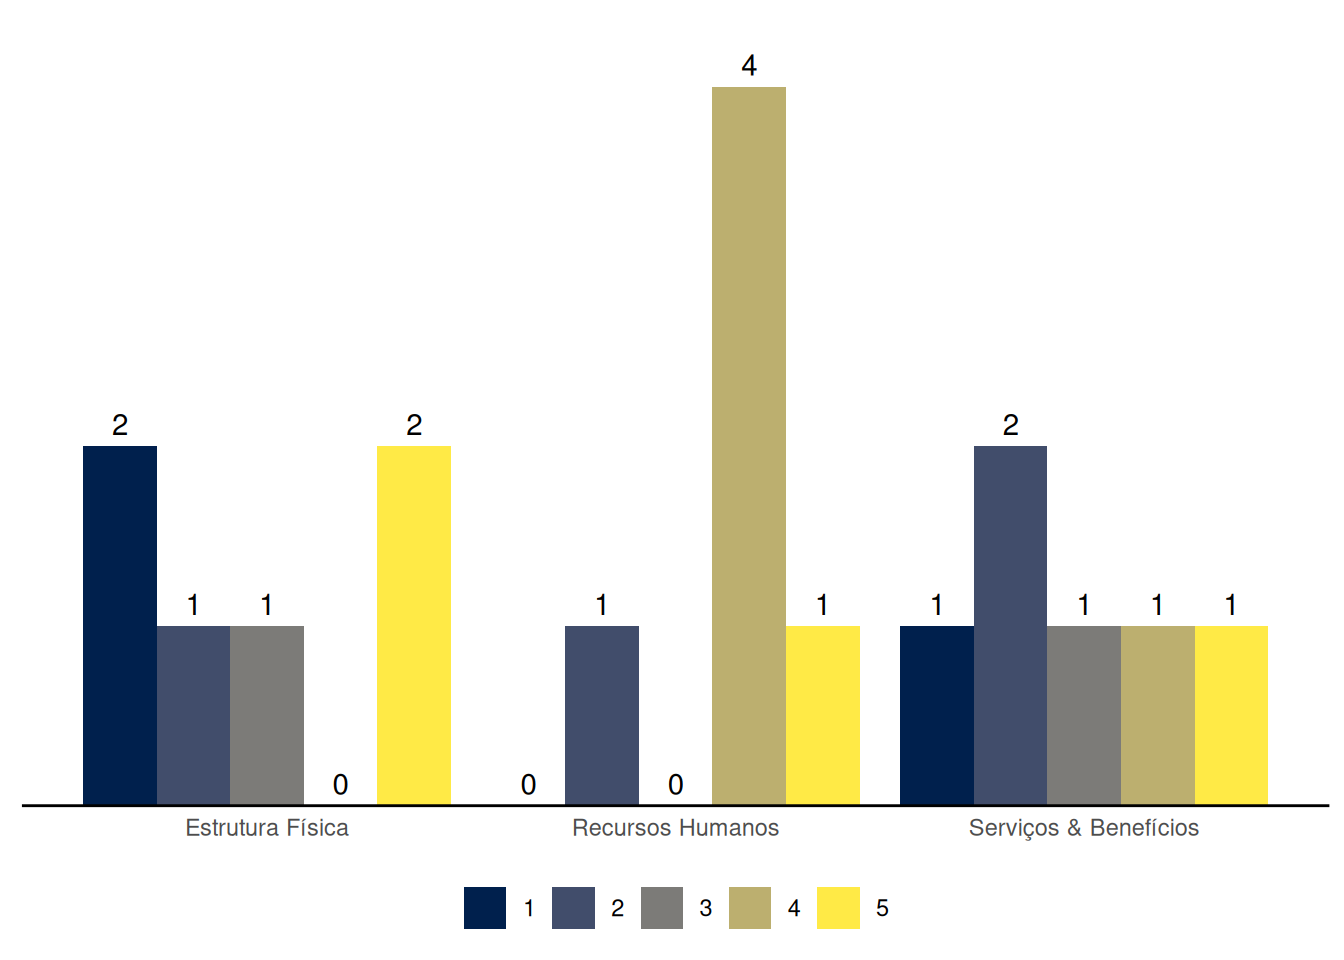 4
2 2 2
1 1 1 1 1 1 1 1
0 0 0
Estrutura Física Recursos Humanos Serviços & Benefícios
1 2 3 4 5